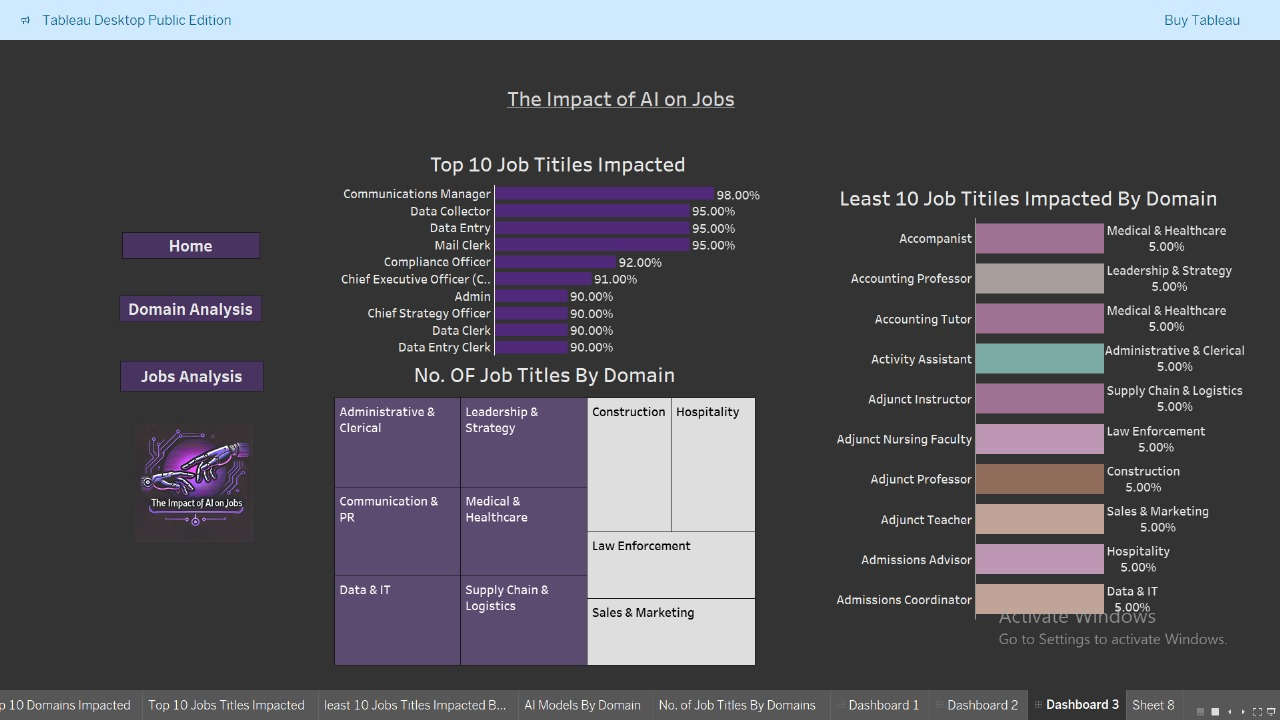 Tableau Desktop Public Edition
Buy Tableau
The Impact of AI on Jobs
Home
Domain Analysis
Jobs Analysis
The Impact of AI on Jobs
Top 10 Job Titiles Impacted
Communications Manager 98.00%
Data Collector 95.00%
Data Entry 95.00%
Mail Clerk 95.00%
Compliance Officer 92.00%
Chief Executive Officer (C.. 91.00%
Admin 90.00%
Chief Strategy Officer 90.00%
Data Clerk 90.00%
Data Entry Clerk 90.00%
No. OF Job Titles By Domain
Administrative &
Clerical
Communication &
PR
Data & IT
Leadership &
Strategy
Medical &
Healthcare
Supply Chain &
Logistics
Construction
Hospitality
Law Enforcement
Sales & Marketing
Least 10 Job Titiles Impacted By Domain
Accompanist
Medical & Healthcare
5.00%
Accounting Professor
Leadership & Strategy
5.00%
Accounting Tutor
Medical & Healthcare
5.00%
Activity Assistant
Administrative & Clerical
5.00%
Adjunct Instructor
Supply Chain & Logistics
5.00%
Adjunct Nursing Faculty
Law Enforcement
5.00%
Adjunct Professor
Construction
5.00%
Adjunct Teacher
Sales & Marketing
5.00%
Admissions Advisor
Hospitality
5.00%
Admissions Coordinator
Data & IT
5.00%
Activate Windows
Go to Settings to activate Windows.
p 10 Domains Impacted
Top 10 Jobs Titles Impacted
least 10 Jobs Titiles Impacted B...
AI Models By Domain
No. of Job Titles By Domains
Dashboard 1
Dashboard 2
Dashboard 3
Sheet 8